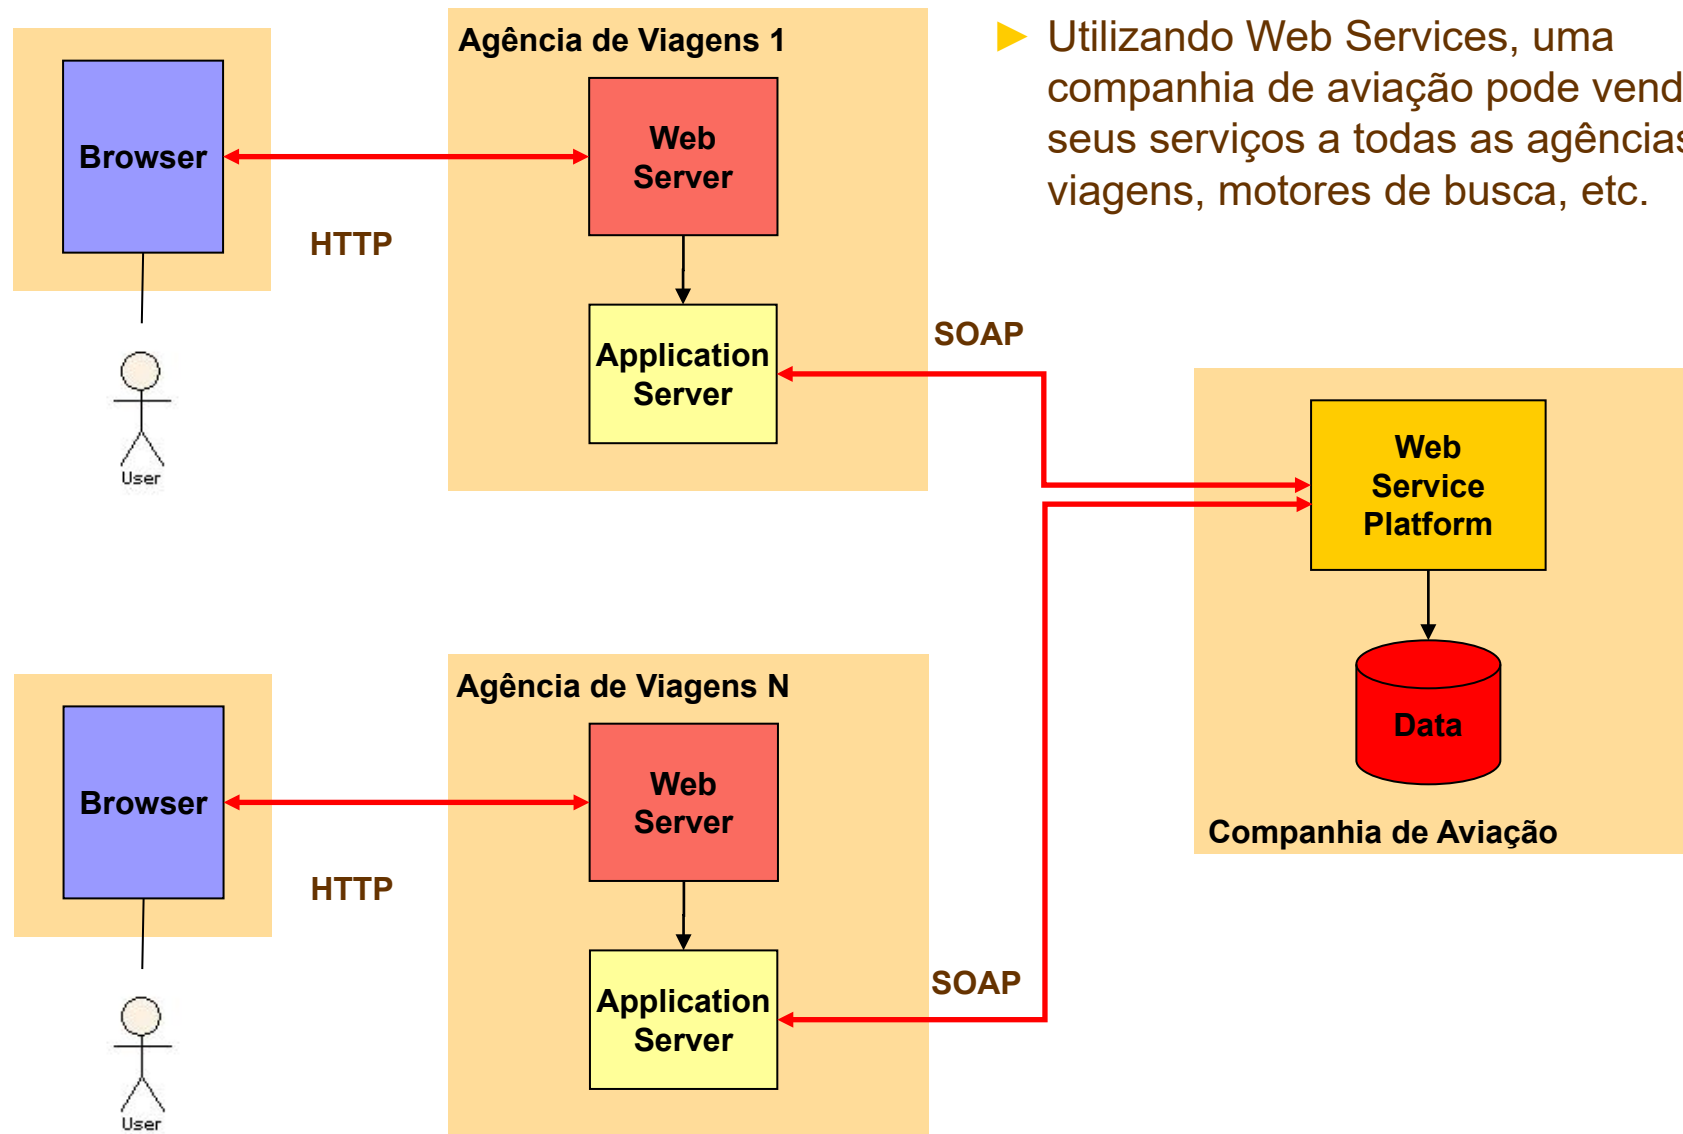 Agência de Viagens 1
► Utilizando Web Services, uma
companhia de aviação pode vend
seus serviços a todas as agências
viagens, motores de busca, etc.
Browser
Web
Server
HTTP
Application
Server
SOAP
User
Web
Service
Platform
Data
Companhia de Aviação
Agência de Viagens N
Browser
Web
Server
HTTP
Application
Server
SOAP
User